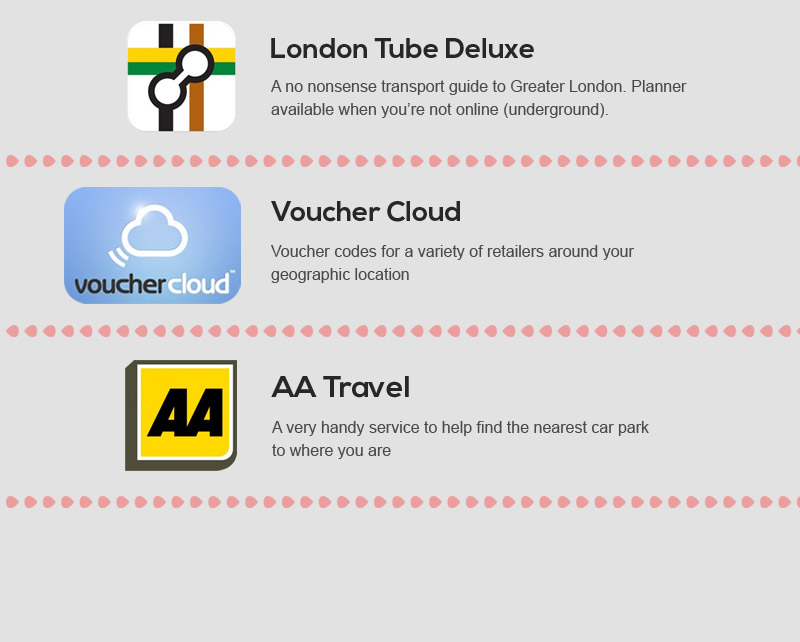 London Tube Deluxe
A no nonsense transport guide to Greater London. Planner
available when you’re not online (underground).
vouchercloud™
Voucher Cloud
Voucher codes for a variety of retailers around your
geographic location
AA
AA Travel
A very handy service to help find the nearest car park
to where you are